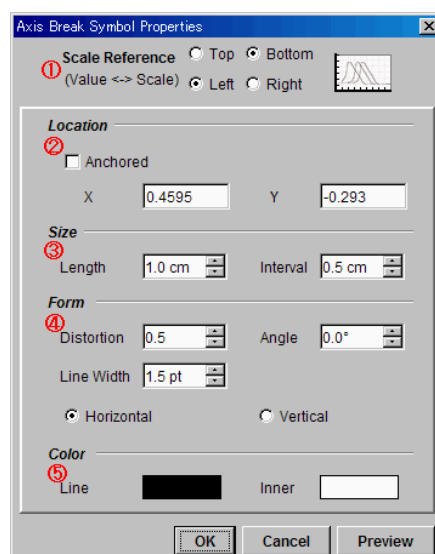 Axis Break Symbol Properties
① Scale Reference Top Bottom
(Value <-> Scale) Left Right
Location
②
Anchored
X 0.4595 Y -0.293
Size
③
Length 1.0 cm Interval 0.5 cm
Form
④
Distortion 0.5 Angle 0.0°
Line Width 1.5 pt
Horizontal Vertical
Color
⑤
Line Inner
OK Cancel Preview